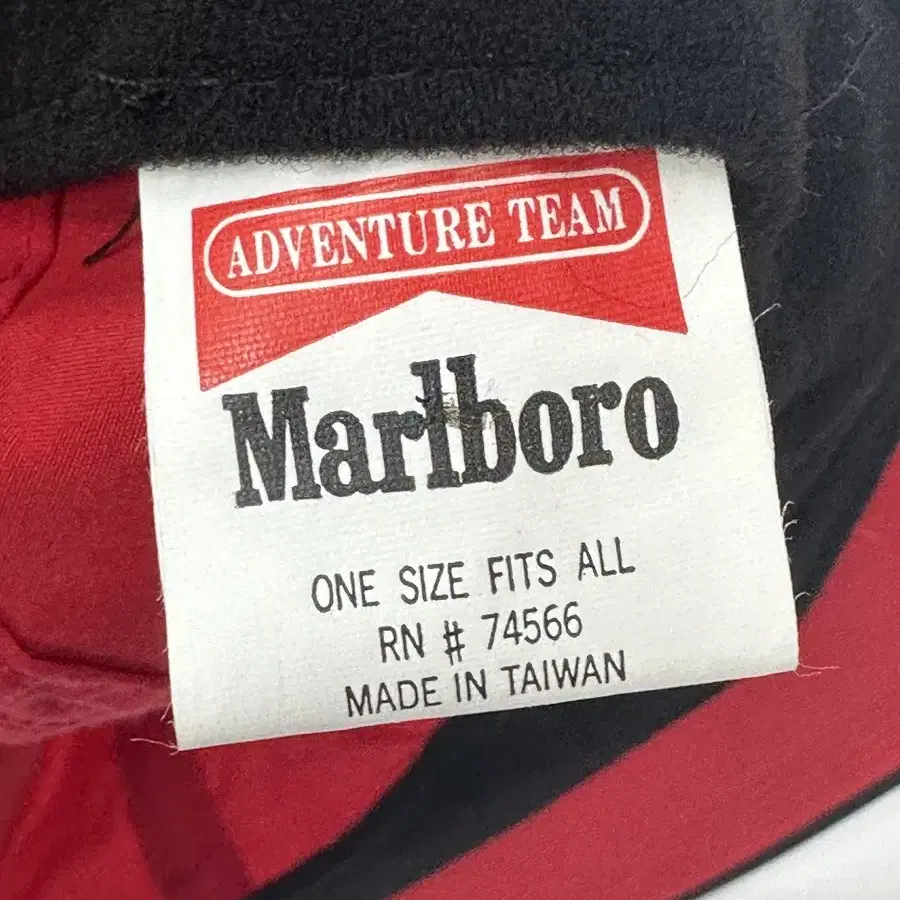 ADVENTURE TEAM
Marlboro
ONE SIZE FITS ALL
RN # 74566
MADE IN TAIWAN